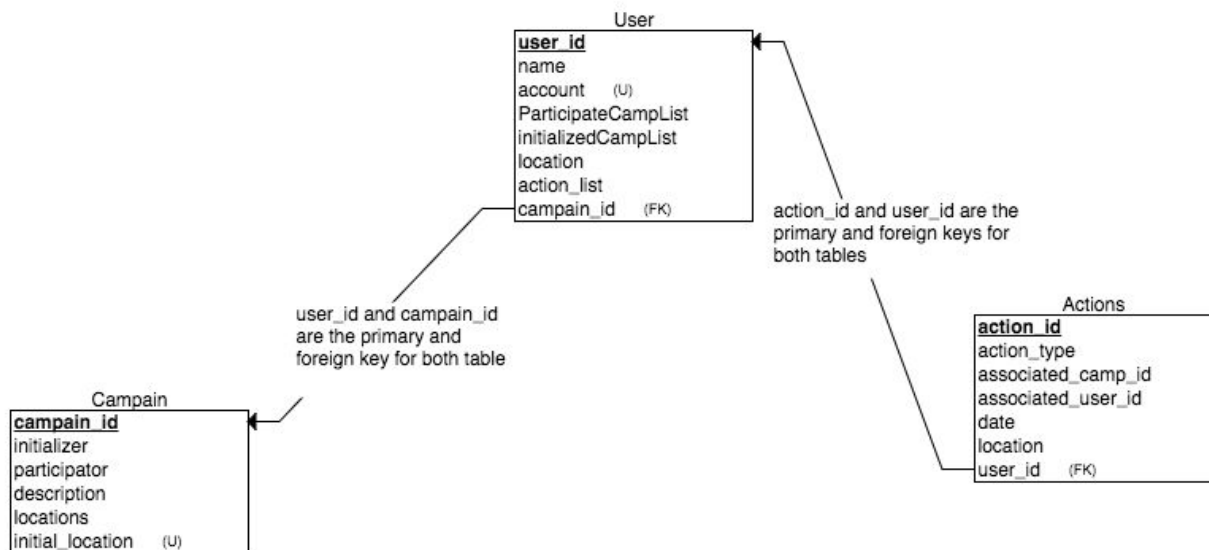 User
user_id
name
account (U)
ParticipateCampList
initializedCampList
location
action_list
campain_id (FK)
action_id and user_id are the
primary and foreign keys for
both tables
user_id and campain_id
are the primary and
foreign key for both table
Actions
action_id
action_type
associated_camp_id
associated_user_id
date
location
user_id (FK)
Campain
campain_id
initializer
participator
description
locations
initial_location (U)